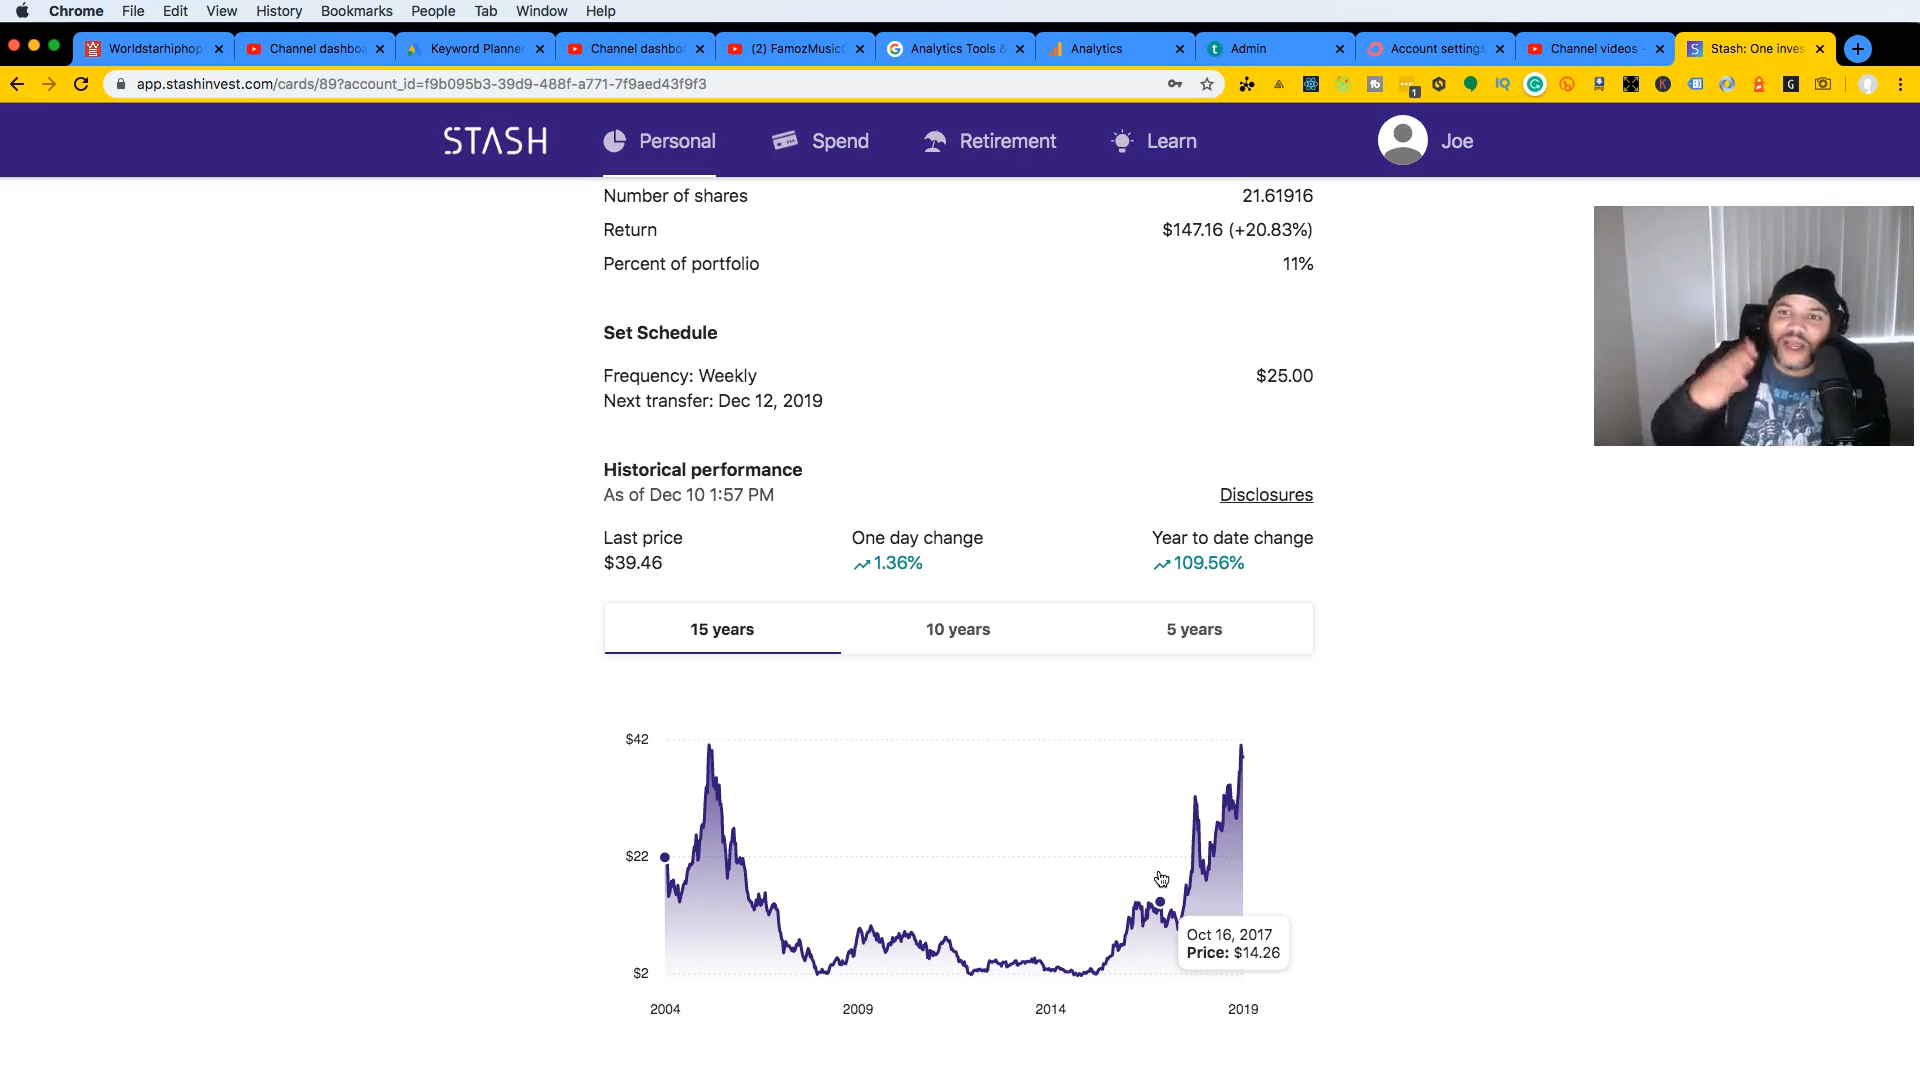 Chrome File Edit View History Bookmarks People Tab Window Help
Worldstarhiphop Channel dashboa Keyword Planner Channel dashboa (2) FamozMusic Analytics Tools & Analytics Admin Account settings Channel videos - Stash: One inves
app.stashinvest.com/cards/89?account_id=f9b095b3-39d9-488f-a771-7f9aed43f9f3
STASH Personal Spend Retirement Learn Joe
Number of shares 21.61916
Return $147.16 (+20.83%)
Percent of portfolio 11%
Set Schedule
Frequency: Weekly $25.00
Next transfer: Dec 12, 2019
Historical performance
As of Dec 10 1:57 PM Disclosures
Last price One day change Year to date change
$39.46 1.36% 109.56%
15 years 10 years 5 years
$42
$22
Oct 16, 2017
Price: $14.26
$2
2004 2009 2014 2019